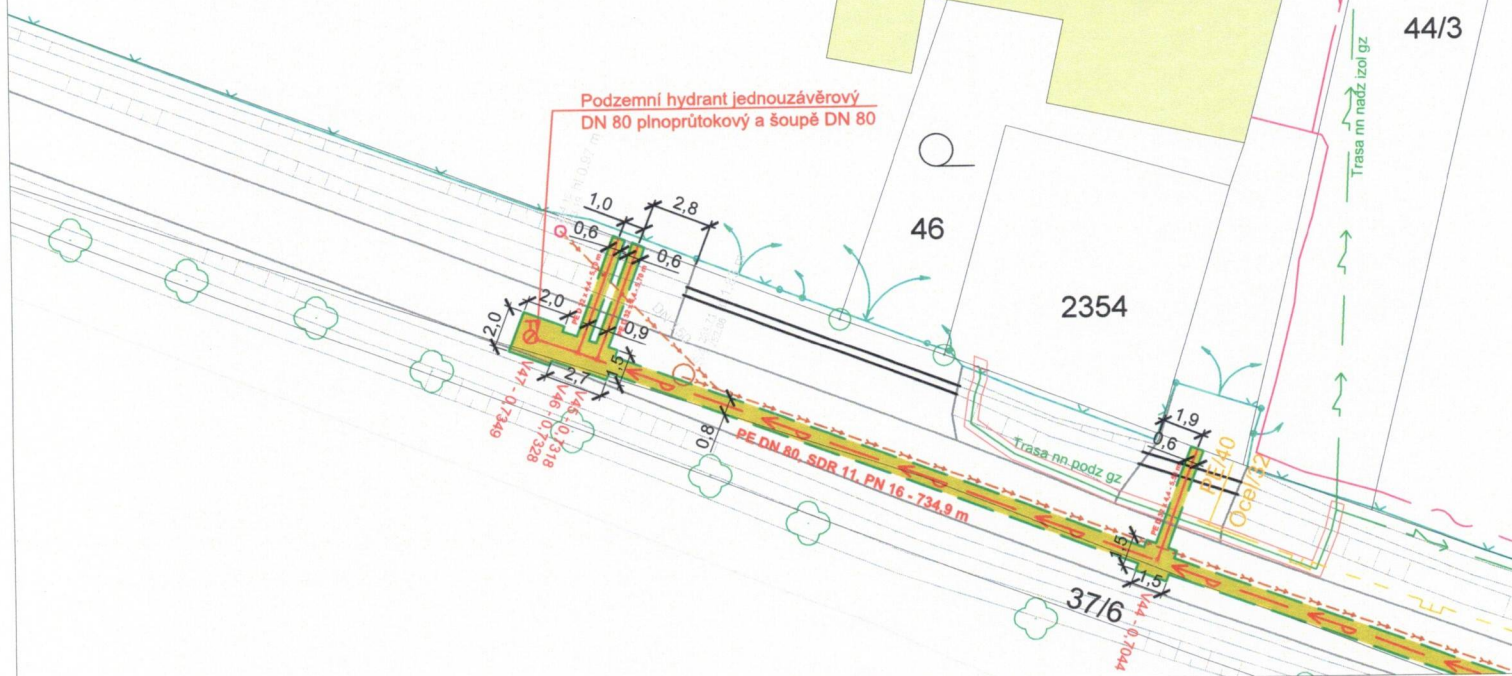 44/3
Trasa nn nadz izol gz
Podzemní hydrant jednouzávěrový
DN 80 plnoprůtokový a šoupě DN 80
46
2354
1,0
2,8
0,6
0,6
2,0
2,0
0,9
2,7
1,5
V47 - 0,7349
V46 - 0,7328
V45 - 0,7318
0,8
PE DN 80, SDR 11, PN 16 - 734,9 m
Trasa nn podz gz
1,9
0,6
PE/40
Ocel/32
1,5
1,5
V44 - 0,7044
37/6